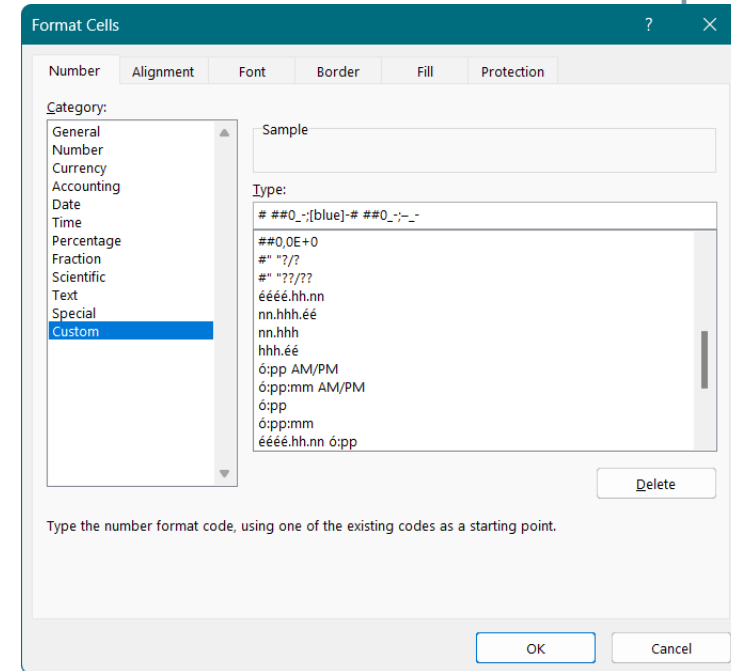 Format Cells ?
Number Alignment Font Border Fill Protection
Category:
General
Number
Currency
Accounting
Date
Time
Percentage
Fraction
Scientific
Text
Special
Custom
Sample
Type:
# ##0_-;[blue]-# ##0_-;–_-
##0,0E+0
#" "?/?
#" "??/??
éééé.hh.nn
nn.hhh.éé
nn.hhh
hhh.éé
ó:pp AM/PM
ó:pp:mm AM/PM
ó:pp
ó:pp:mm
éééé.hh.nn ó:pp
Delete
Type the number format code, using one of the existing codes as a starting point.
OK Cancel